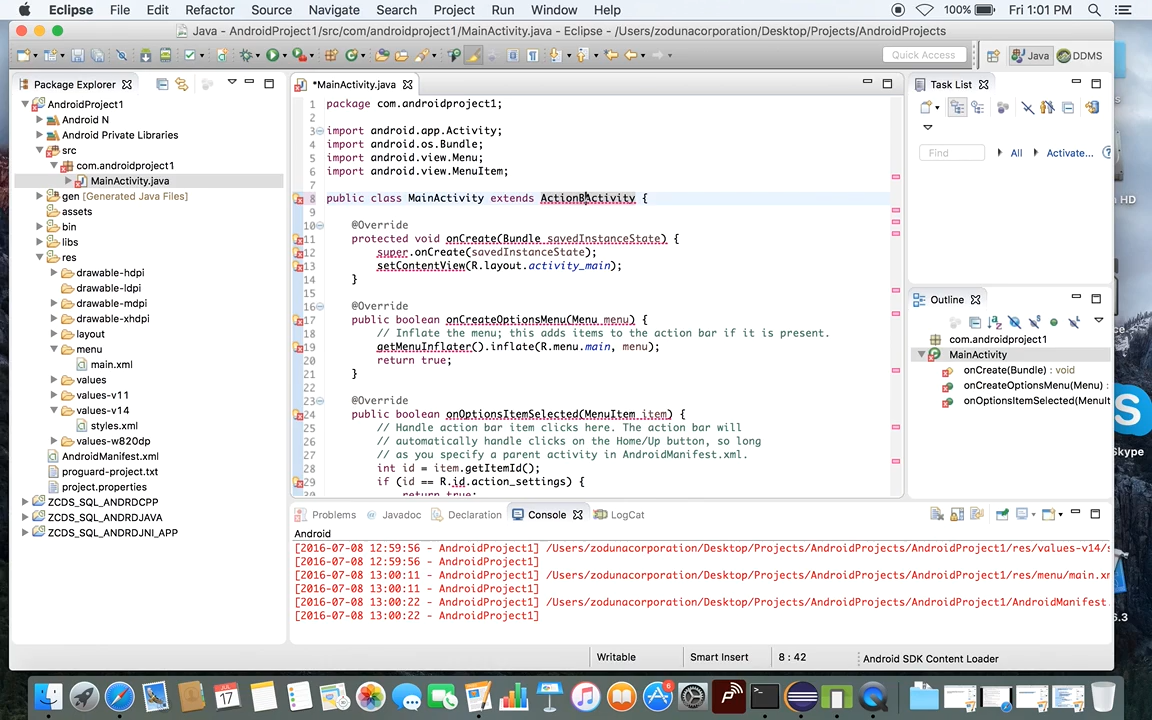 Eclipse File Edit Refactor Source Navigate Search Project Run Window Help 100% Fri 1:01 PM
Java - AndroidProject1/src/com/androidproject1/MainActivity.java - Eclipse - /Users/zodunacorporation/Desktop/Projects/AndroidProjects
Quick Access Java DDMS
Package Explorer
AndroidProject1
Android N
Android Private Libraries
src
com.androidproject1
MainActivity.java
gen [Generated Java Files]
assets
bin
libs
res
drawable-hdpi
drawable-ldpi
drawable-mdpi
drawable-xhdpi
layout
menu
main.xml
values
values-v11
values-v14
styles.xml
values-w820dp
AndroidManifest.xml
proguard-project.txt
project.properties
ZCDS_SQL_ANDRDCPP
ZCDS_SQL_ANDRDJAVA
ZCDS_SQL_ANDRDJNI_APP
*MainActivity.java
1 package com.androidproject1;
2
3 import android.app.Activity;
4 import android.os.Bundle;
5 import android.view.Menu;
6 import android.view.MenuItem;
7
8 public class MainActivity extends ActionBActivity {
9
10 @Override
11 protected void onCreate(Bundle savedInstanceState) {
12 super.onCreate(savedInstanceState);
13 setContentView(R.layout.activity_main);
14 }
15
16 @Override
17 public boolean onCreateOptionsMenu(Menu menu) {
18 // Inflate the menu; this adds items to the action bar if it is present.
19 getMenuInflater().inflate(R.menu.main, menu);
20 return true;
21 }
22
23 @Override
24 public boolean onOptionsItemSelected(MenuItem item) {
25 // Handle action bar item clicks here. The action bar will
26 // automatically handle clicks on the Home/Up button, so long
27 // as you specify a parent activity in AndroidManifest.xml.
28 int id = item.getItemId();
29 if (id == R.id.action_settings) {
30 return true;
Task List
Find All Activate...
Outline
com.androidproject1
MainActivity
onCreate(Bundle) : void
onCreateOptionsMenu(Menu)
onOptionsItemSelected(MenuIt
Problems Javadoc Declaration Console LogCat
Android
[2016-07-08 12:59:56 - AndroidProject1] /Users/zodunacorporation/Desktop/Projects/AndroidProjects/AndroidProject1/res/values-v14/s
[2016-07-08 12:59:56 - AndroidProject1]
[2016-07-08 13:00:11 - AndroidProject1] /Users/zodunacorporation/Desktop/Projects/AndroidProjects/AndroidProject1/res/menu/main.xm
[2016-07-08 13:00:11 - AndroidProject1]
[2016-07-08 13:00:22 - AndroidProject1] /Users/zodunacorporation/Desktop/Projects/AndroidProjects/AndroidProject1/AndroidManifest.
[2016-07-08 13:00:22 - AndroidProject1]
Writable Smart Insert 8 : 42 Android SDK Content Loader
HD
Skype
6.3
17
6